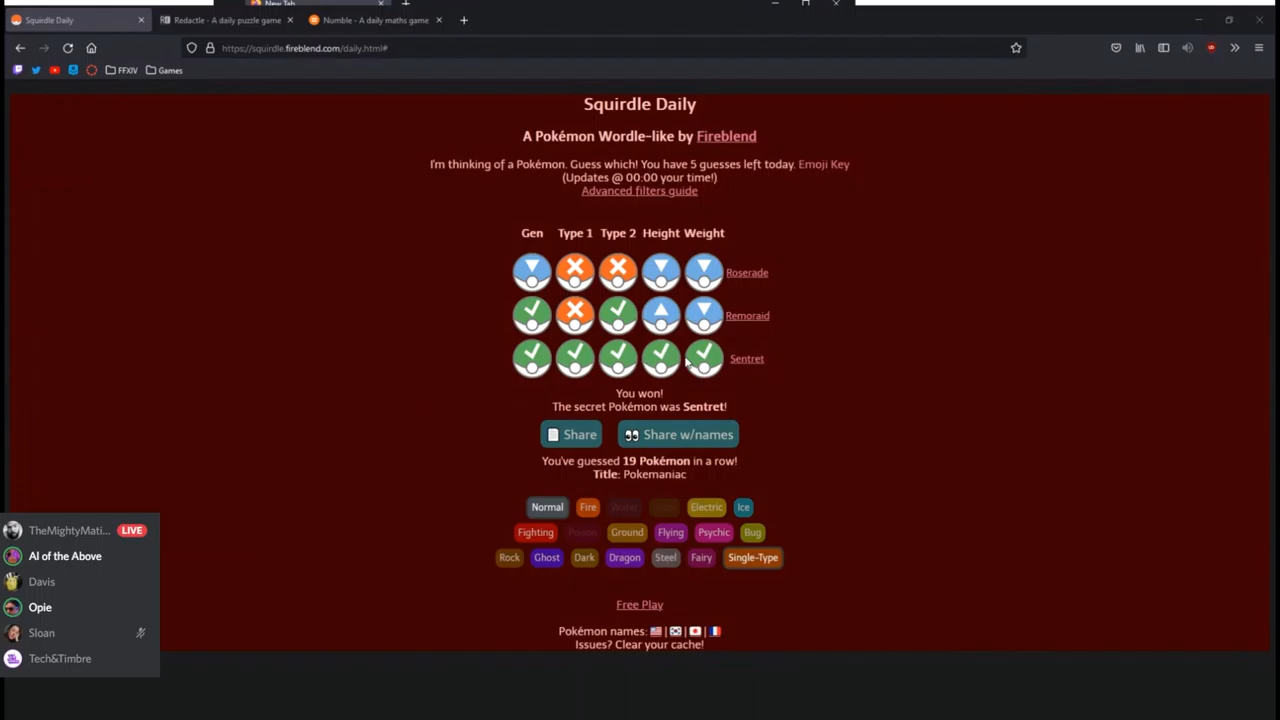 New Tab
Squirdle Daily
Redactle - A daily puzzle game
Numble - A daily maths game
https://squirdle.fireblend.com/daily.html#
FFXIV
Games
Squirdle Daily
A Pokémon Wordle-like by Fireblend
I'm thinking of a Pokémon. Guess which! You have 5 guesses left today. Emoji Key
(Updates @ 00:00 your time!)
Advanced filters guide
Gen Type 1 Type 2 Height Weight
Roserade
Remoraid
Sentret
You won!
The secret Pokémon was Sentret!
Share
Share w/names
You've guessed 19 Pokémon in a row!
Title: Pokemaniac
Normal Fire Water Electric Ice
Fighting Poison Ground Flying Psychic Bug
Rock Ghost Dark Dragon Steel Fairy Single-Type
Free Play
Pokémon names: | | |
Issues? Clear your cache!
TheMightyMati... LIVE
Al of the Above
Davis
Opie
Sloan
Tech&Timbre